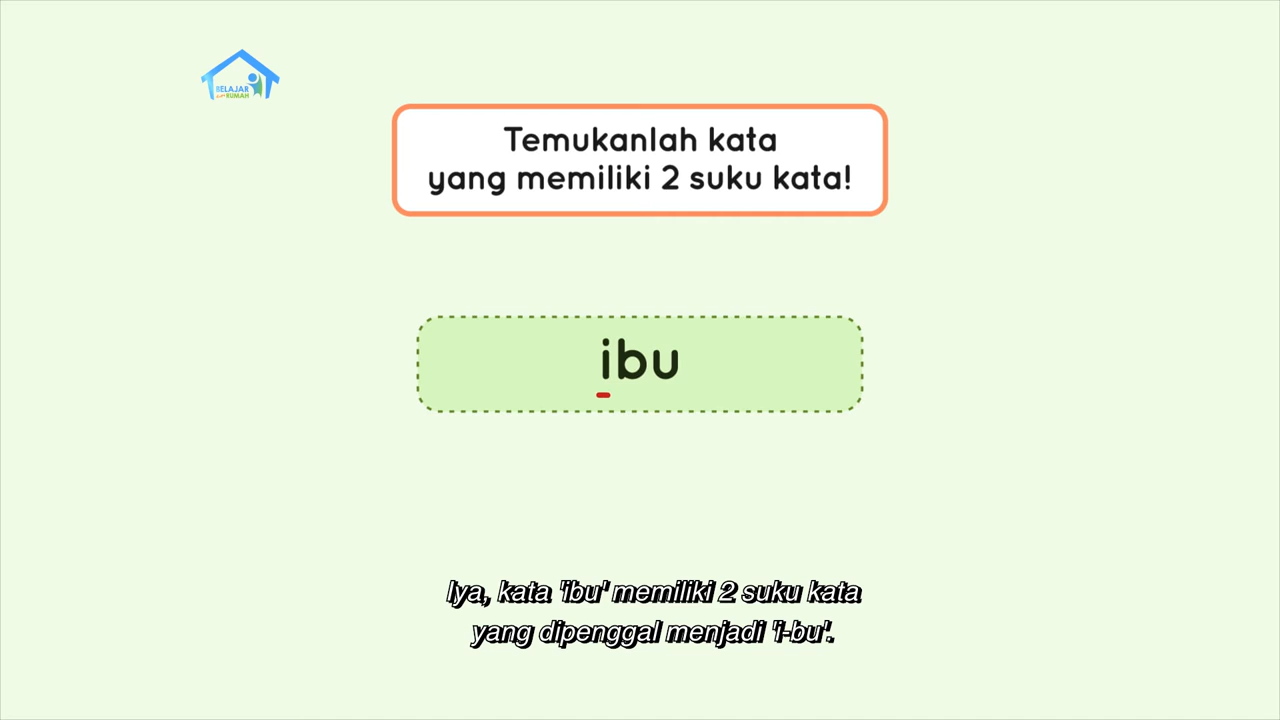 BELAJAR
RUMAH
Temukanlah kata
yang memiliki 2 suku kata!
ibu
Iya, kata 'ibu' memiliki 2 suku kata
yang dipenggal menjadi 'i-bu'.